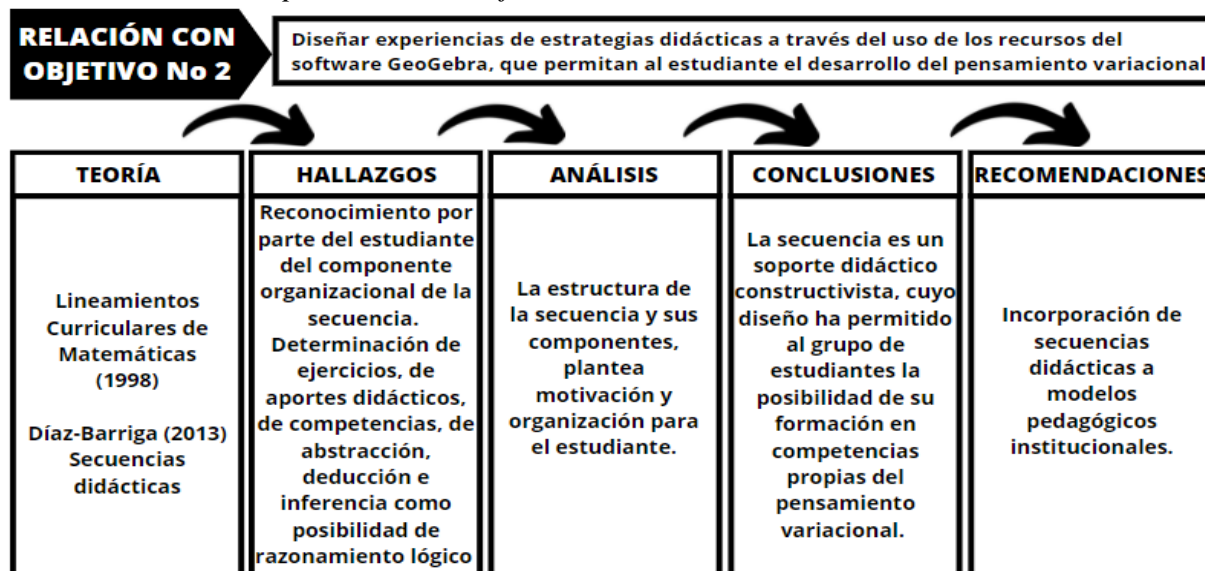 RELACIÓN CON
OBJETIVO No 2
Diseñar experiencias de estrategias didácticas a través del uso de los recursos del
software GeoGebra, que permitan al estudiante el desarrollo del pensamiento variacional
TEORÍA
Lineamientos
Curriculares de
Matemáticas
(1998)
Díaz-Barriga (2013)
Secuencias
didácticas
HALLAZGOS
Reconocimiento por
parte del estudiante
del componente
organizacional de la
secuencia.
Determinación de
ejercicios, de
aportes didácticos,
de competencias, de
abstracción,
deducción e
inferencia como
posibilidad de
razonamiento lógico
ANÁLISIS
La estructura de
la secuencia y sus
componentes,
plantea
motivación y
organización para
el estudiante.
CONCLUSIONES
La secuencia es un
soporte didáctico
constructivista, cuyo
diseño ha permitido
al grupo de
estudiantes la
posibilidad de su
formación en
competencias
propias del
pensamiento
variacional.
RECOMENDACIONES
Incorporación de
secuencias
didácticas a
modelos
pedagógicos
institucionales.